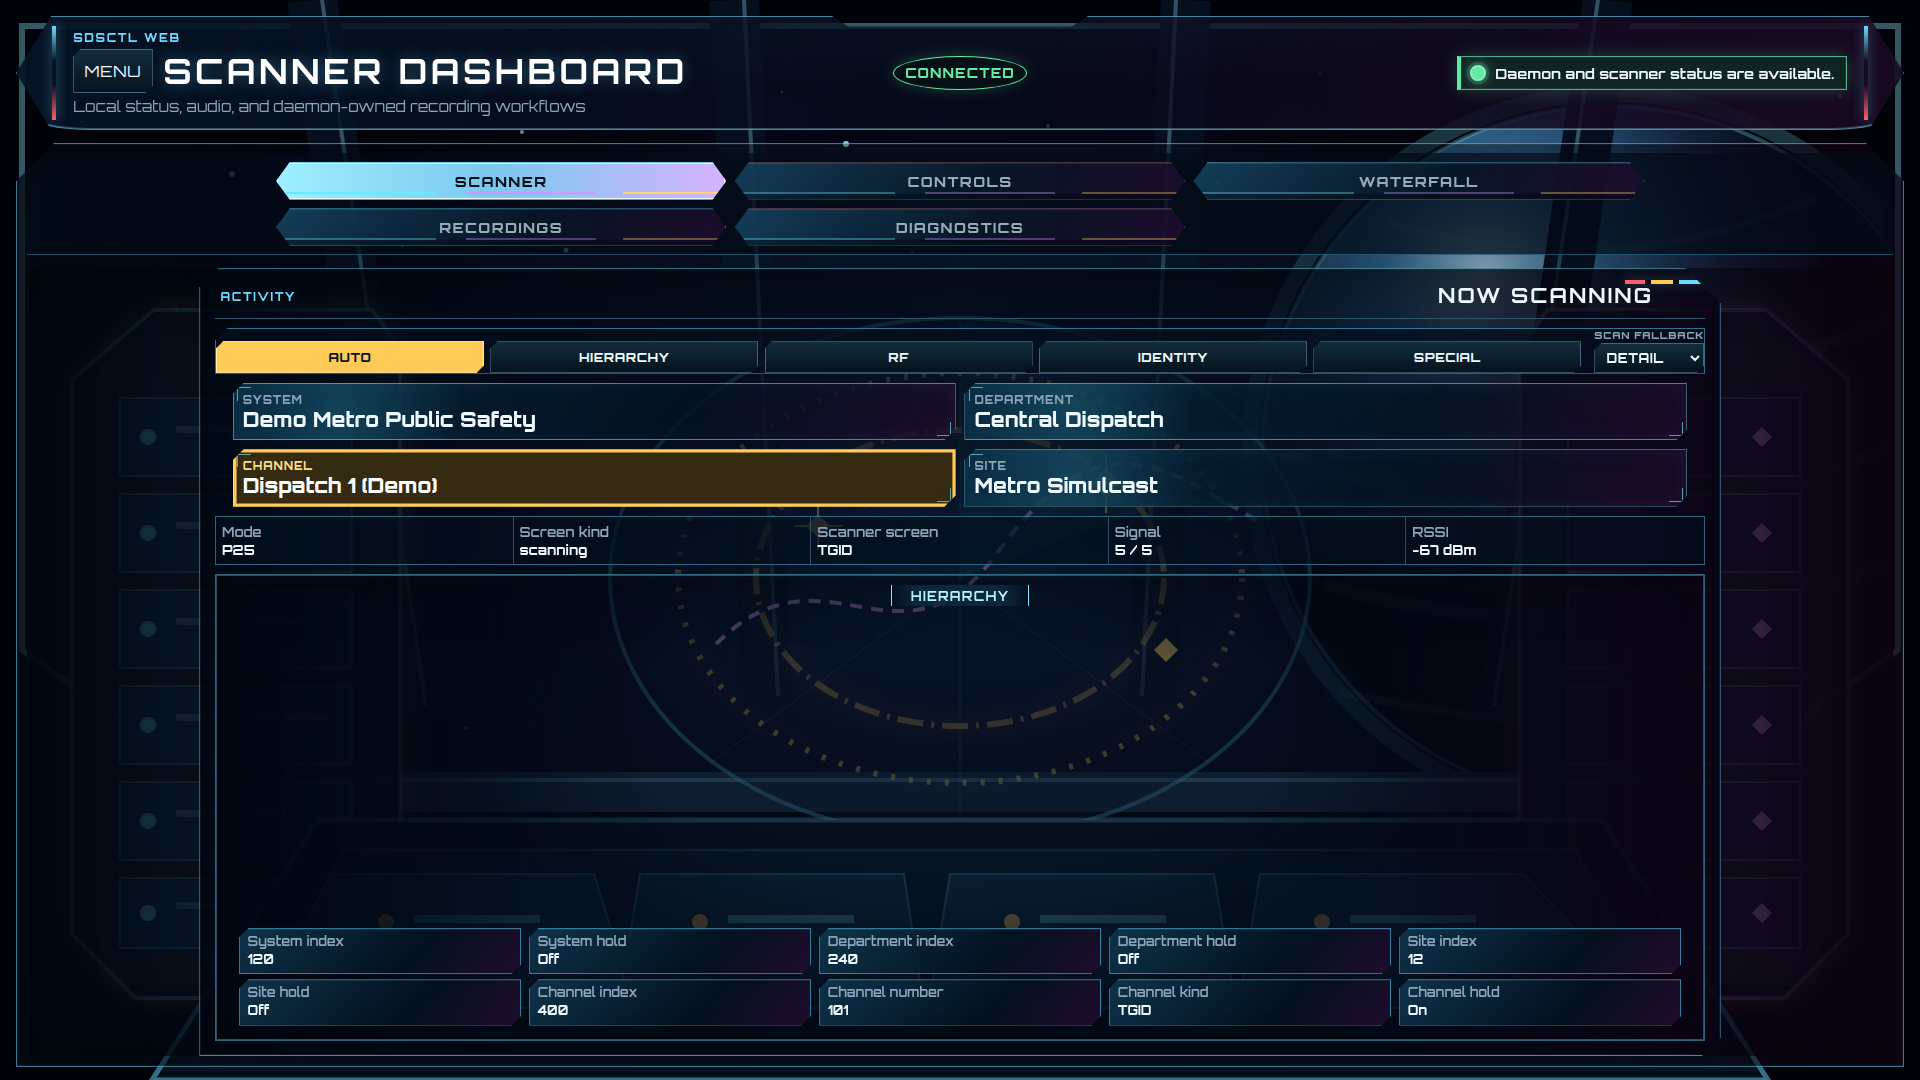 SDSCTL WEB
MENU SCANNER DASHBOARD
Local status, audio, and daemon-owned recording workflows
CONNECTED
Daemon and scanner status are available.
SCANNER CONTROLS WATERFALL
RECORDINGS DIAGNOSTICS
ACTIVITY
NOW SCANNING
SCAN FALLBACK
AUTO HIERARCHY RF IDENTITY SPECIAL DETAIL
SYSTEM
Demo Metro Public Safety
DEPARTMENT
Central Dispatch
CHANNEL
Dispatch 1 (Demo)
SITE
Metro Simulcast
Mode
P25
Screen kind
scanning
Scanner screen
TGID
Signal
5 / 5
RSSI
-67 dBm
HIERARCHY
System index
120
System hold
Off
Department index
240
Department hold
Off
Site index
12
Site hold
Off
Channel index
400
Channel number
101
Channel kind
TGID
Channel hold
On